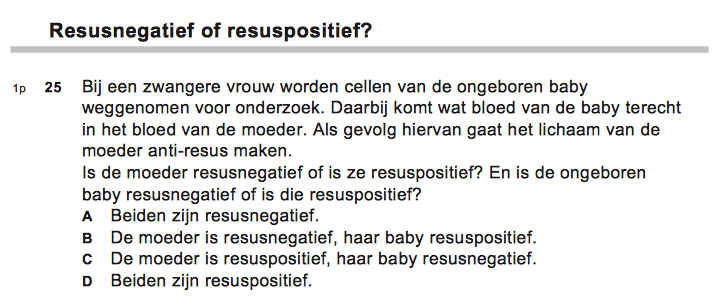 Resusnegatief of resuspositief?
1p 25 Bij een zwangere vrouw worden cellen van de ongeboren baby
weggenomen voor onderzoek. Daarbij komt wat bloed van de baby terecht
in het bloed van de moeder. Als gevolg hiervan gaat het lichaam van de
moeder anti-resus maken.
Is de moeder resusnegatief of is ze resuspositief? En is de ongeboren
baby resusnegatief of is die resuspositief?
A Beiden zijn resusnegatief.
B De moeder is resusnegatief, haar baby resuspositief.
C De moeder is resuspositief, haar baby resusnegatief.
D Beiden zijn resuspositief.